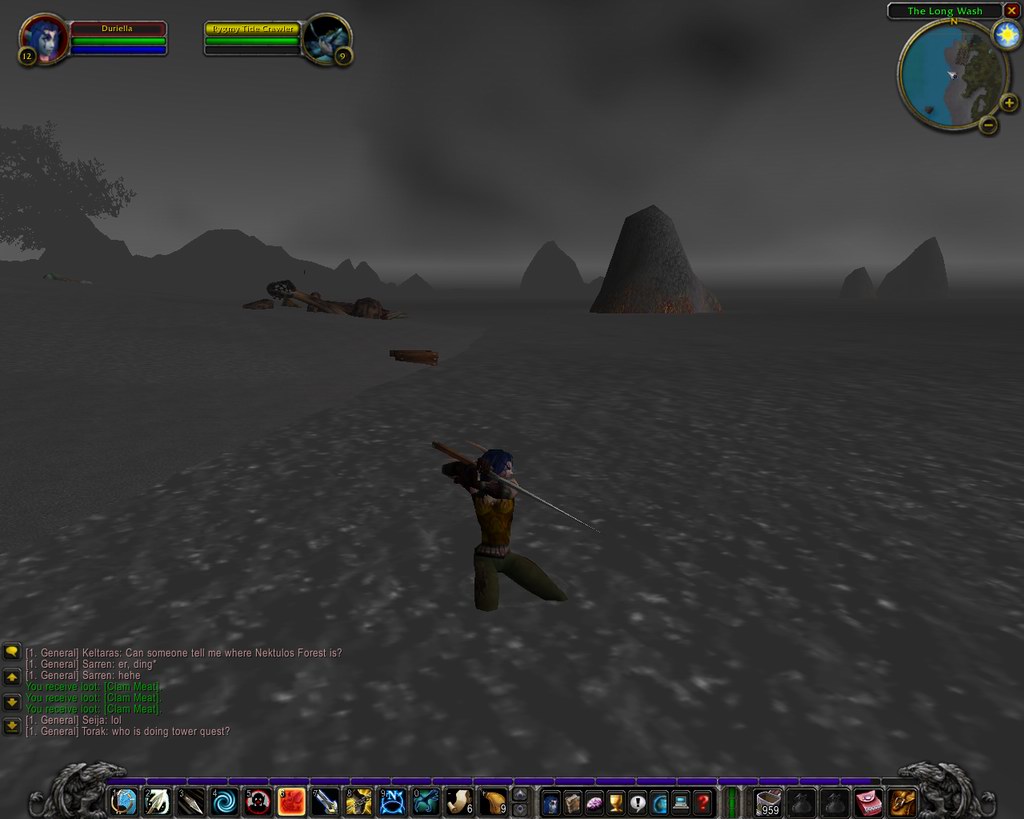 Duriella
12
Pygmy Tide Crawler
9
The Long Wash
N
[1. General] Keltaras: Can someone tell me where Nektulos Forest is?
[1. General] Sarren: er, ding*
[1. General] Sarren: hehe
You receive loot: [Clam Meat].
You receive loot: [Clam Meat].
You receive loot: [Clam Meat].
[1. General] Seija: lol
[1. General] Torak: who is doing tower quest?
6
9
959